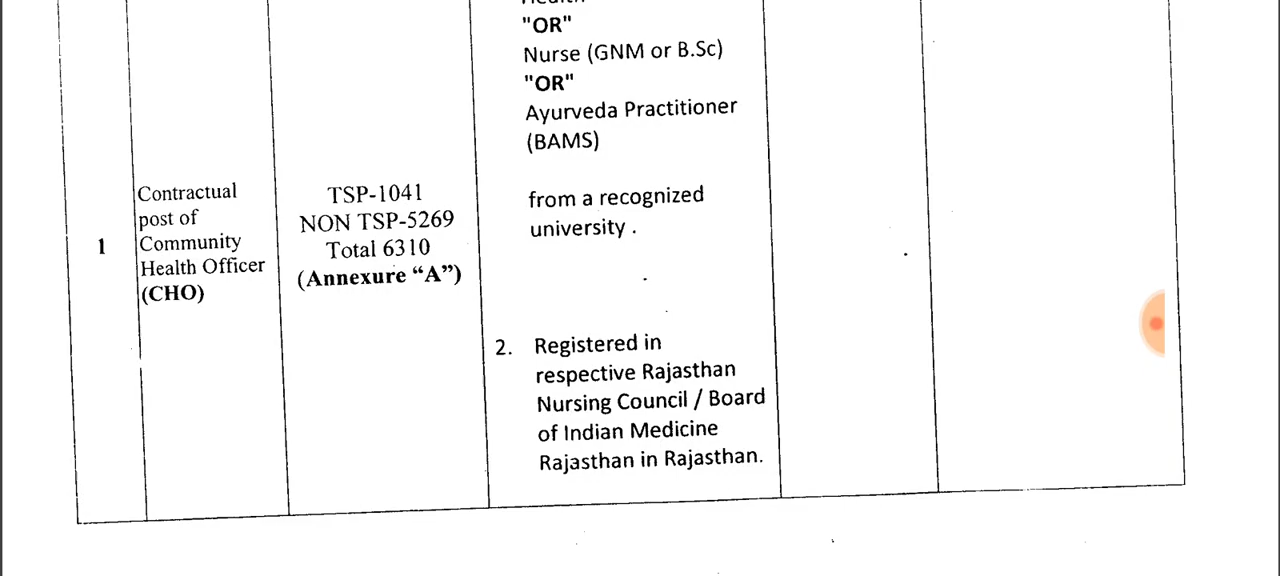 "OR"
Nurse (GNM or B.Sc)
"OR"
Ayurveda Practitioner
(BAMS)
from a recognized
university .
1
Contractual
post of
Community
Health Officer
(CHO)
TSP-1041
NON TSP-5269
Total 6310
(Annexure “A”)
2. Registered in
respective Rajasthan
Nursing Council / Board
of Indian Medicine
Rajasthan in Rajasthan.